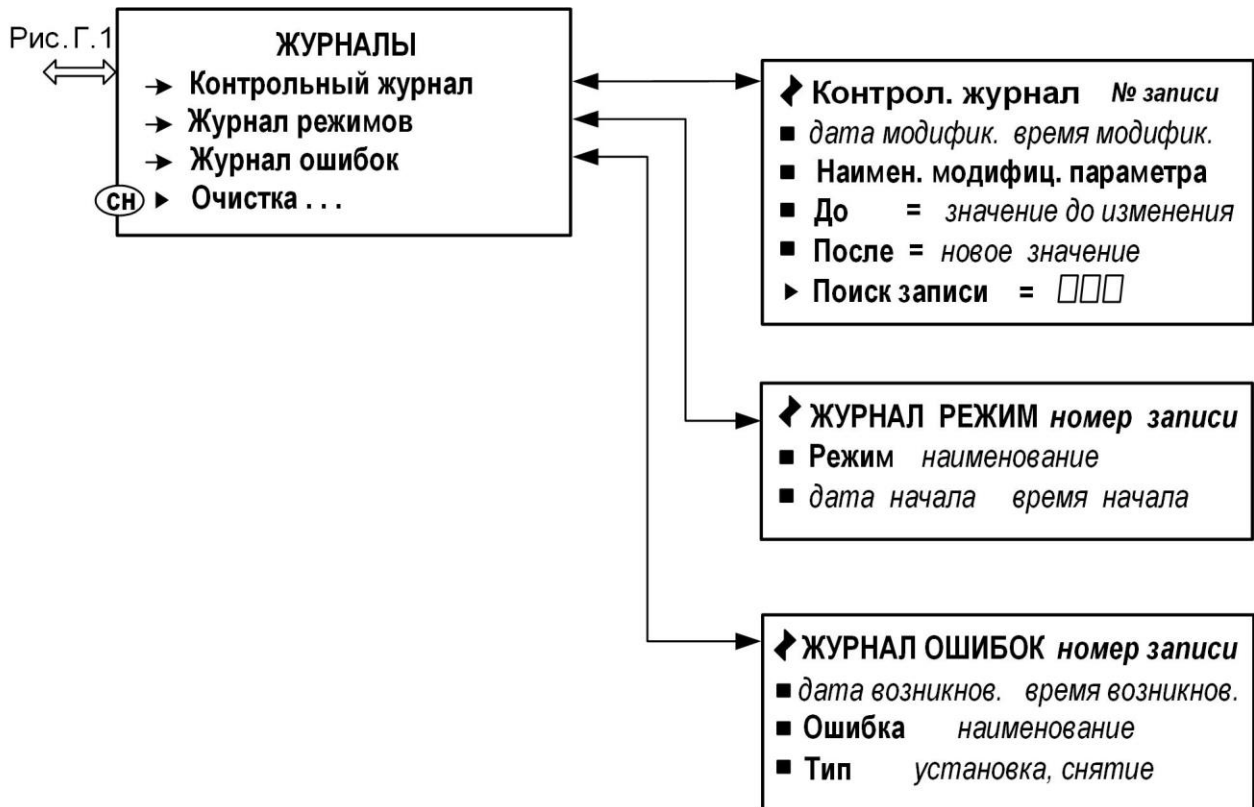 Рис.Г.1
ЖУРНАЛЫ
Контрольный журнал
Журнал режимов
Журнал ошибок
СН Очистка . . .
Контрол. журнал № записи
дата модифик. время модифик.
Наимен. модифиц. параметра
До = значение до изменения
После = новое значение
Поиск записи =
ЖУРНАЛ РЕЖИМ номер записи
Режим наименование
дата начала время начала
ЖУРНАЛ ОШИБОК номер записи
дата возникнов. время возникнов.
Ошибка наименование
Тип установка, снятие